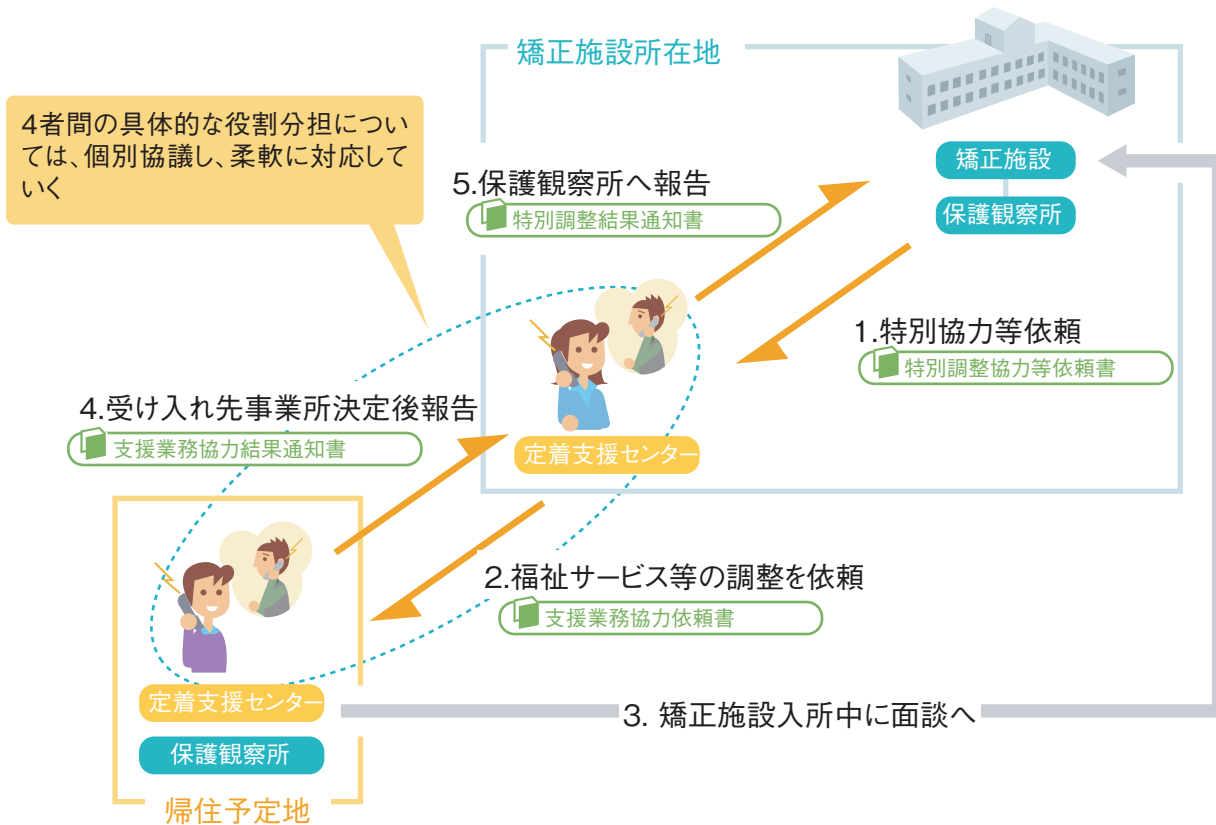 矯正施設所在地
4者間の具体的な役割分担につい
ては、個別協議し、柔軟に対応して
いく
矯正施設
保護観察所
5.保護観察所へ報告
特別調整結果通知書
1.特別協力等依頼
特別調整協力等依頼書
4.受け入れ先事業所決定後報告
支援業務協力結果通知書
定着支援センター
2.福祉サービス等の調整を依頼
支援業務協力依頼書
定着支援センター
3. 矯正施設入所中に面談へ
保護観察所
帰住予定地